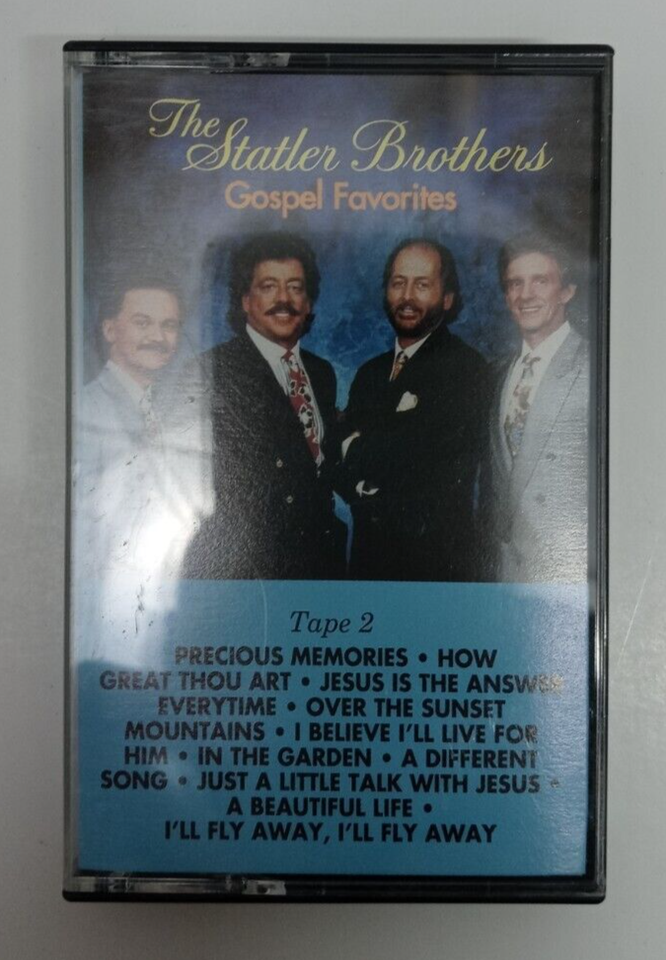 The Statler Brothers
Gospel Favorites
Tape 2
PRECIOUS MEMORIES • HOW
GREAT THOU ART • JESUS IS THE ANSWER
EVERYTIME • OVER THE SUNSET
MOUNTAINS • I BELIEVE I'LL LIVE FOR
HIM • IN THE GARDEN • A DIFFERENT
SONG • JUST A LITTLE TALK WITH JESUS •
A BEAUTIFUL LIFE •
I'LL FLY AWAY, I'LL FLY AWAY